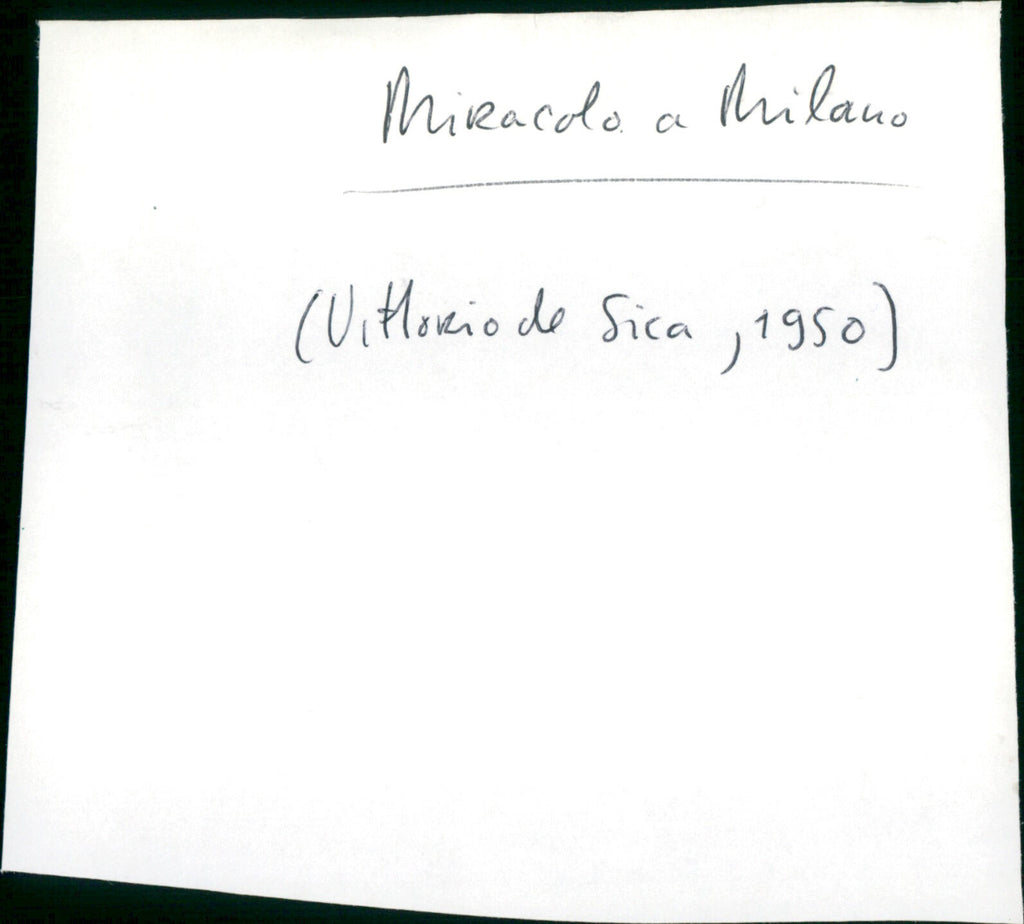 Miracolo a Milano
(Vittorio de Sica, 1950)